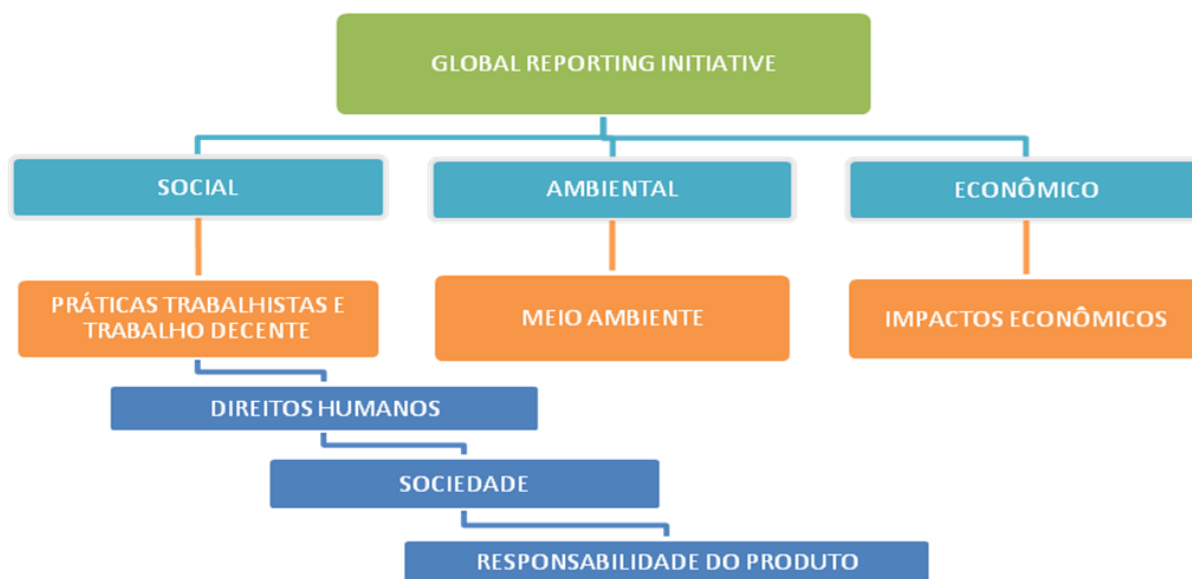 GLOBAL REPORTING INITIATIVE
SOCIAL
AMBIENTAL
ECONÔMICO
PRÁTICAS TRABALHISTAS E
TRABALHO DECENTE
MEIO AMBIENTE
IMPACTOS ECONÔMICOS
DIREITOS HUMANOS
SOCIEDADE
RESPONSABILIDADE DO PRODUTO